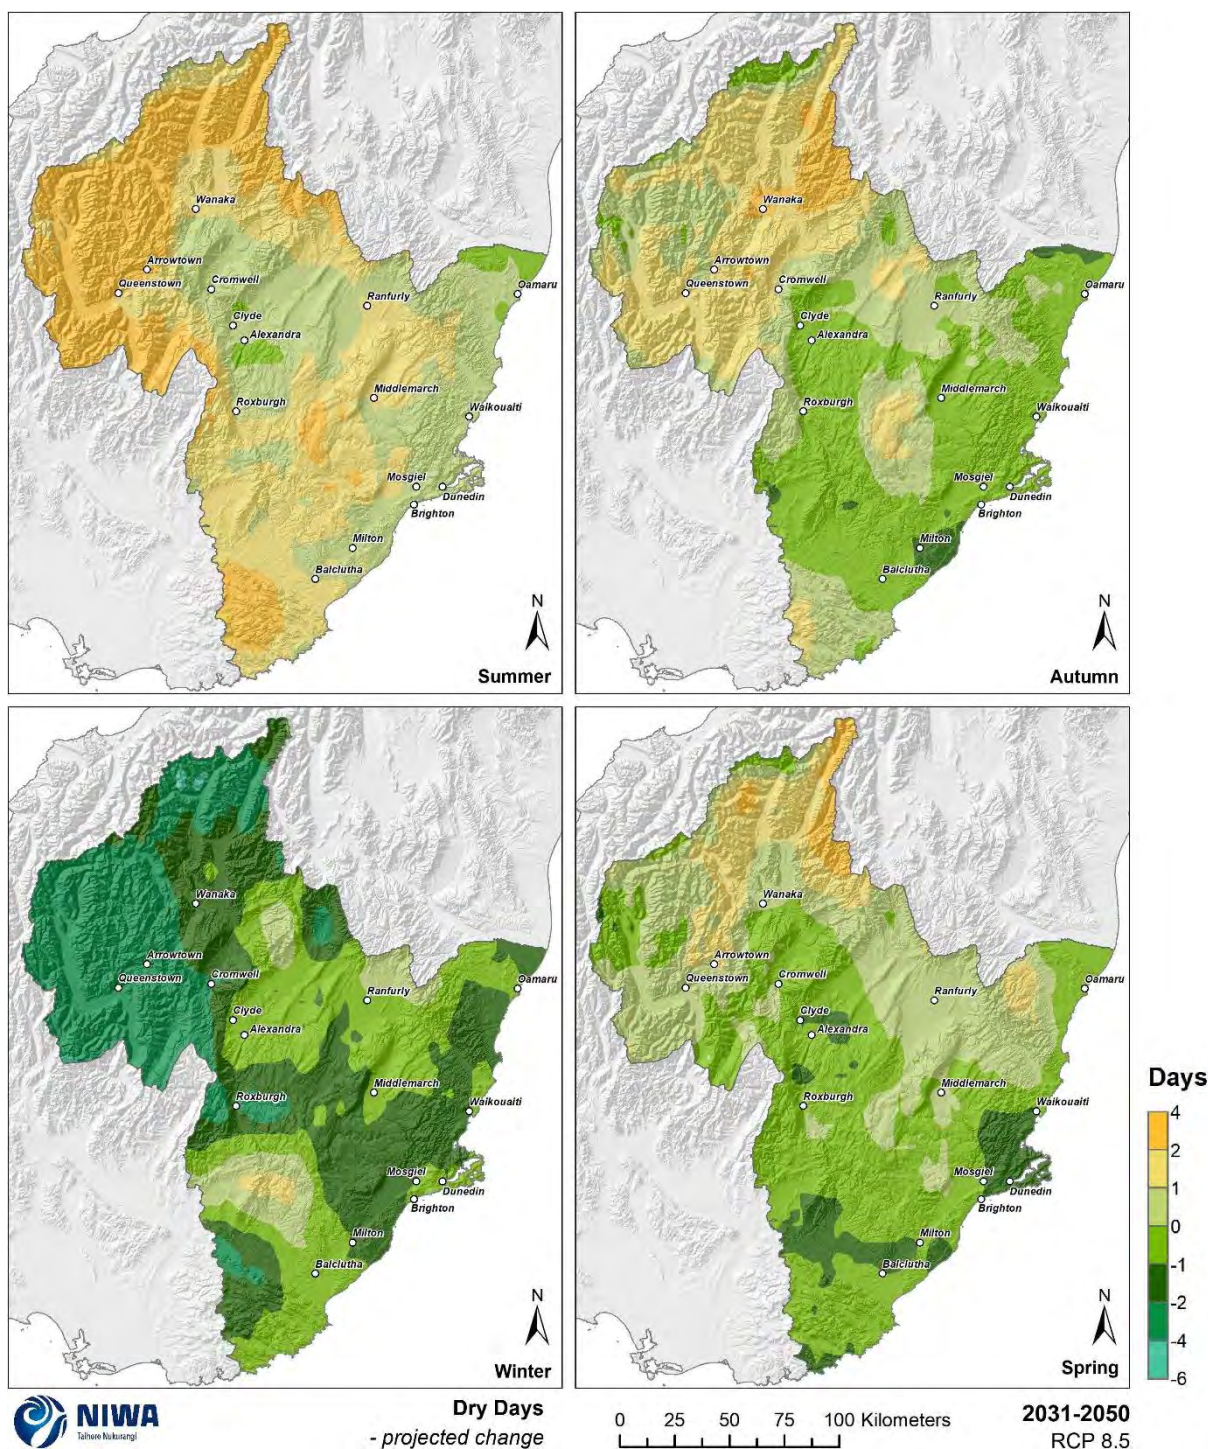 Wanaka
Arrowtown
Queenstown
Cromwell
Oamaru
Ranfurly
Clyde
Alexandra
Middlemarch
Roxburgh
Waikouaiti
Mosgiel
Dunedin
Brighton
Milton
Balclutha
N
Summer
Wanaka
Arrowtown
Queenstown
Cromwell
Oamaru
Ranfurly
Clyde
Alexandra
Middlemarch
Roxburgh
Waikouaiti
Mosgiel
Dunedin
Brighton
Milton
Balclutha
N
Autumn
Wanaka
Arrowtown
Queenstown
Cromwell
Oamaru
Ranfurly
Clyde
Alexandra
Middlemarch
Roxburgh
Waikouaiti
Mosgiel
Dunedin
Brighton
Milton
Balclutha
N
Winter
Wanaka
Arrowtown
Queenstown
Cromwell
Oamaru
Ranfurly
Clyde
Alexandra
Middlemarch
Roxburgh
Waikouaiti
Mosgiel
Dunedin
Brighton
Milton
Balclutha
N
Spring
Days
4
2
1
0
-1
-2
-4
-6
NIWA
Taihoro Nukurangi
Dry Days
- projected change
0 25 50 75 100 Kilometers
2031-2050
RCP 8.5